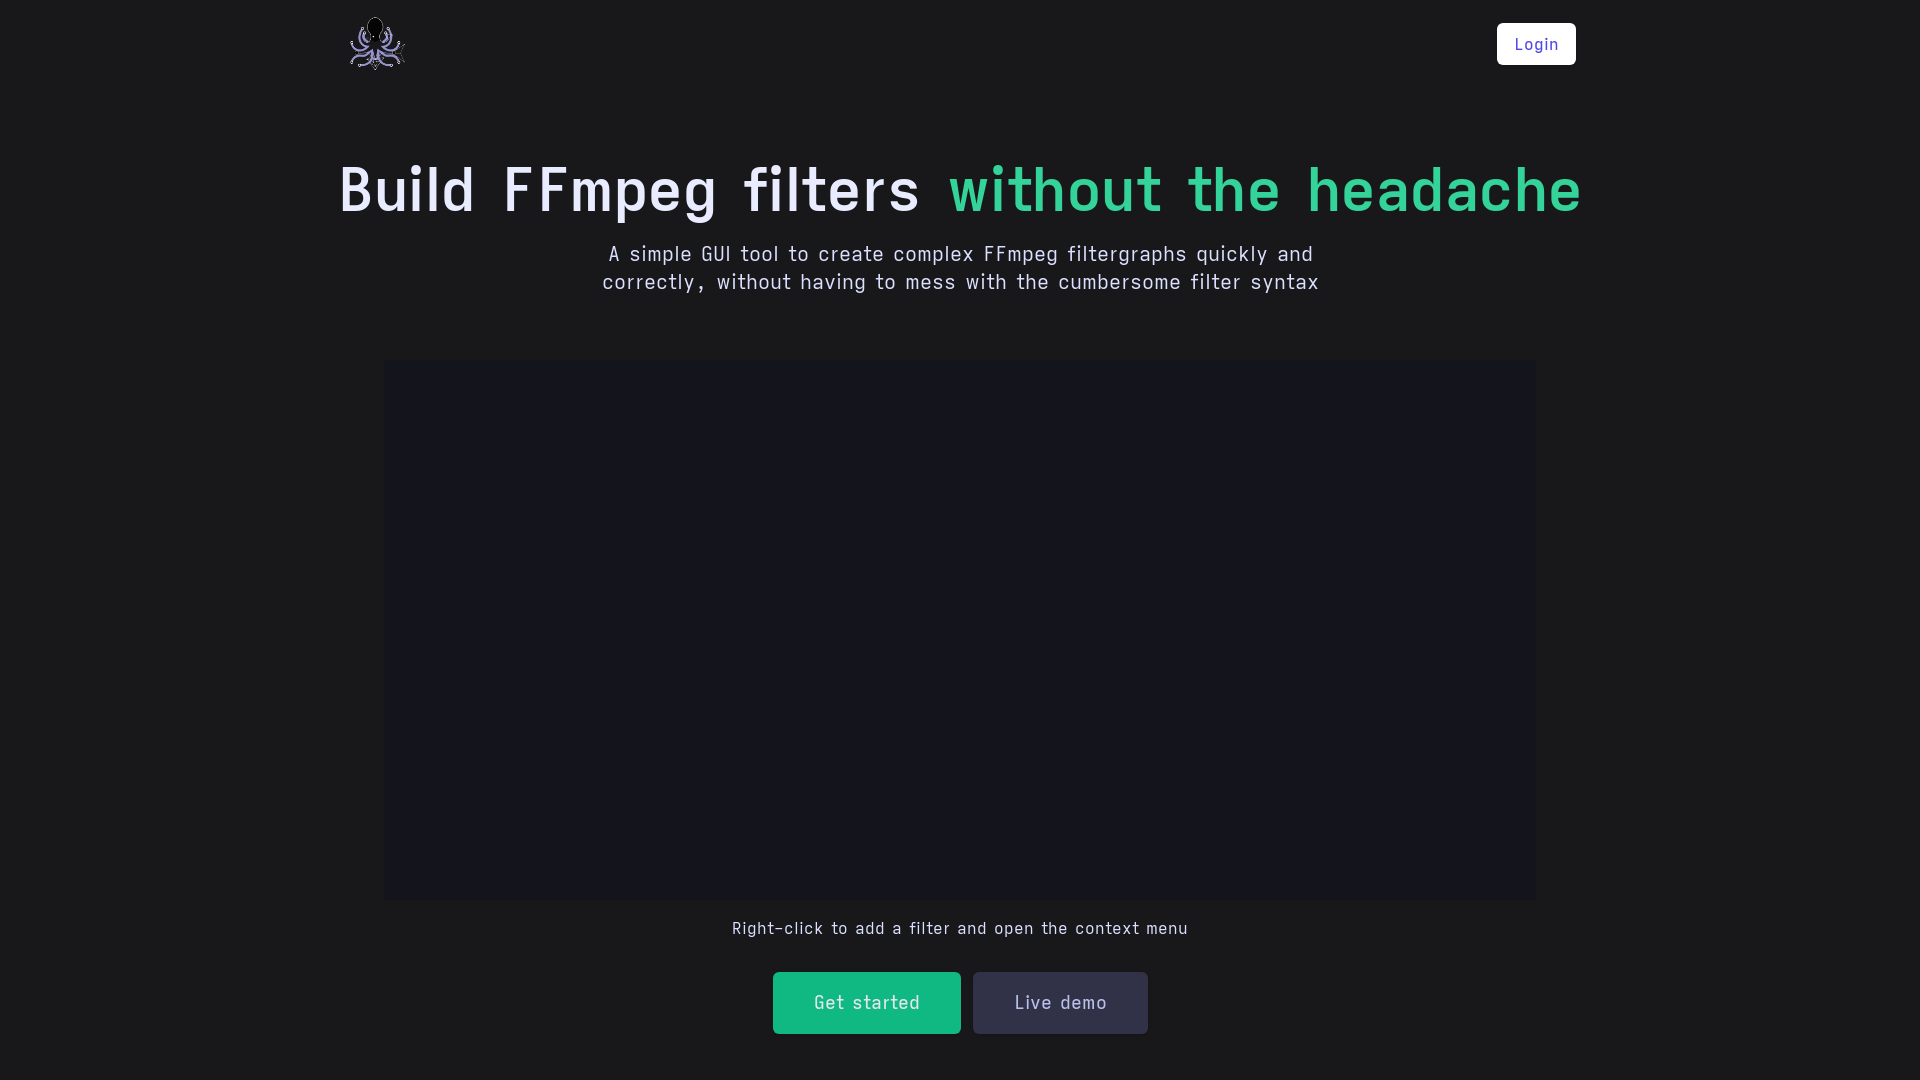 Login
Build FFmpeg filters without the headache
A simple GUI tool to create complex FFmpeg filtergraphs quickly and
correctly, without having to mess with the cumbersome filter syntax
Right-click to add a filter and open the context menu
Get started
Live demo